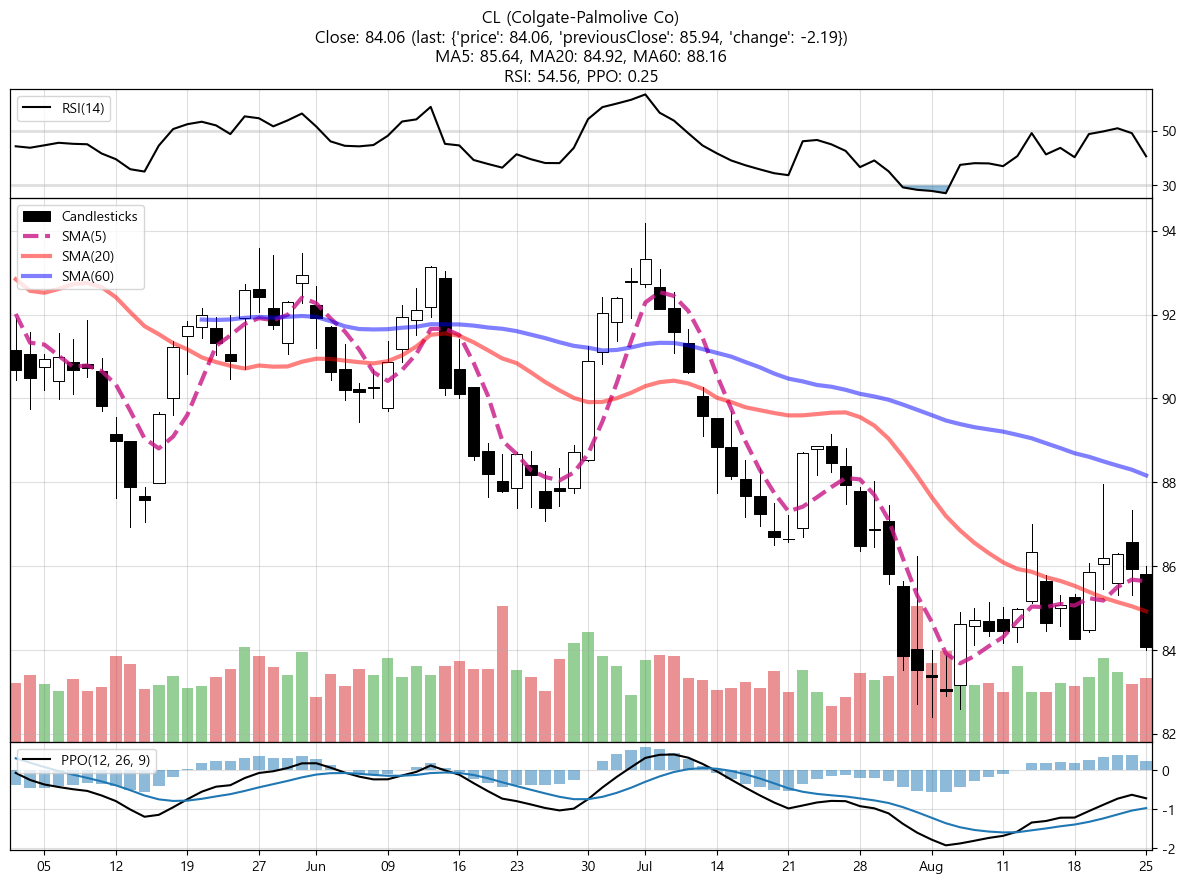 CL (Colgate-Palmolive Co)
Close: 84.06 (last: {'price': 84.06, 'previousClose': 85.94, 'change': -2.19})
MA5: 85.64, MA20: 84.92, MA60: 88.16
RSI: 54.56, PPO: 0.25
RSI(14)
50
30
Candlesticks
SMA(5)
SMA(20)
SMA(60)
94
92
90
88
86
84
82
PPO(12, 26, 9)
0
-1
-2
05 12 19 27 Jun 09 16 23 30 Jul 14 21 28 Aug 11 18 25